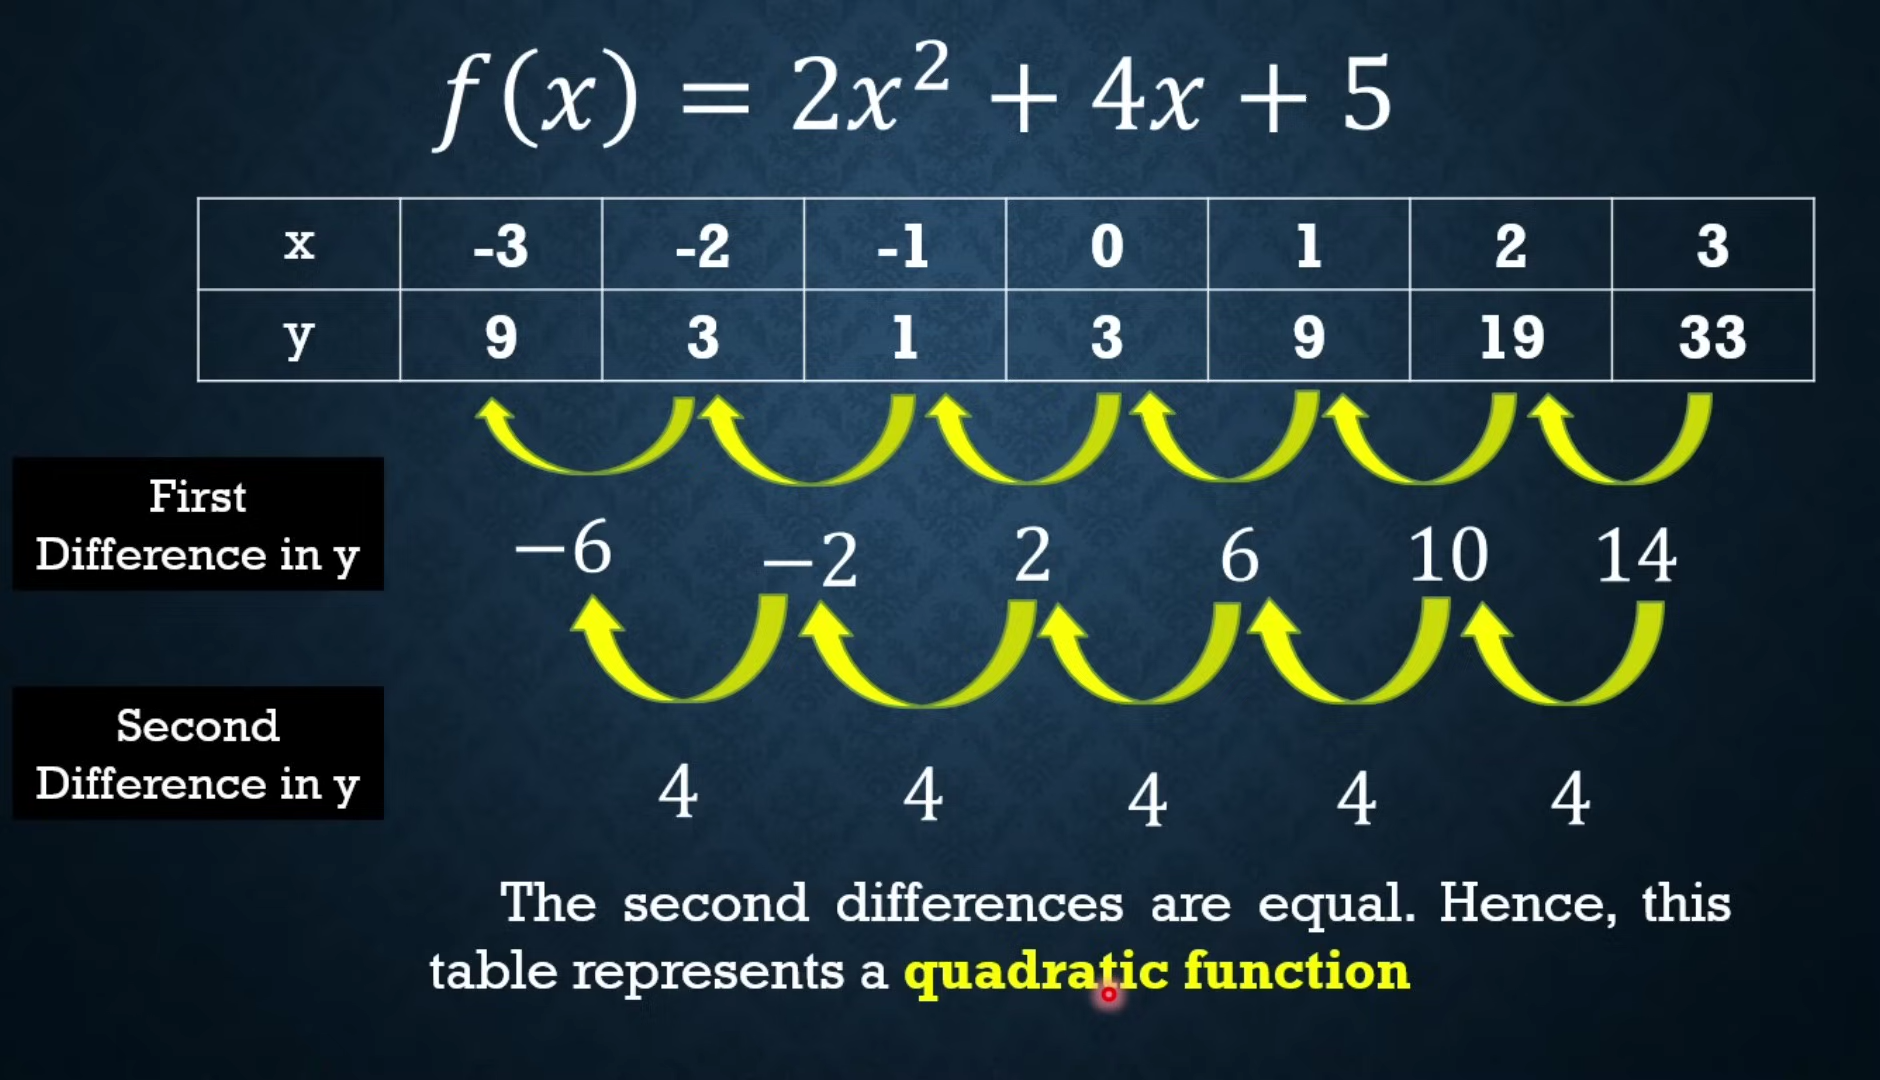 f(x) = 2x² + 4x + 5
x -3 -2 -1 0 1 2 3
y 9 3 1 3 9 19 33
First
Difference in y
−6 −2 2 6 10 14
Second
Difference in y
4 4 4 4 4
The second differences are equal. Hence, this
table represents a quadratic function